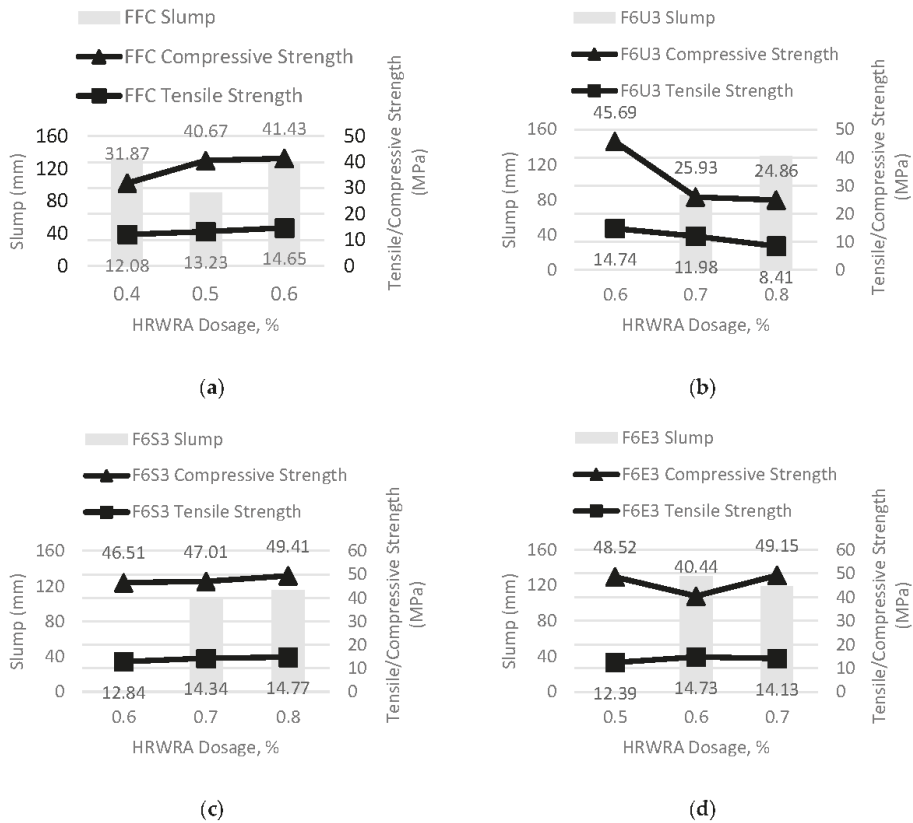 FFC Slump
FFC Compressive Strength
FFC Tensile Strength
160
120
80
40
0
Slump (mm)
31.87
40.67
41.43
12.08
13.23
14.65
50
40
30
20
10
0
Tensile/Compressive Strength
(MPa)
0.4
0.5
0.6
HRWRA Dosage, %
(a)
F6U3 Slump
F6U3 Compressive Strength
F6U3 Tensile Strength
160
120
80
40
0
Slump (mm)
45.69
25.93
24.86
14.74
11.98
8.41
50
40
30
20
10
0
Tensile/Compressive Strength
(MPa)
0.6
0.7
0.8
HRWRA Dosage, %
(b)
F6S3 Slump
F6S3 Compressive Strength
F6S3 Tensile Strength
160
120
80
40
0
Slump (mm)
46.51
47.01
49.41
12.84
14.34
14.77
60
50
40
30
20
10
0
Tensile/Compressive Strength
(MPa)
0.6
0.7
0.8
HRWRA Dosage, %
(c)
F6E3 Slump
F6E3 Compressive Strength
F6E3 Tensile Strength
160
120
80
40
0
Slump (mm)
48.52
40.44
49.15
12.39
14.73
14.13
60
50
40
30
20
10
0
Tensile/Compressive Strength
(MPa)
0.5
0.6
0.7
HRWRA Dosage, %
(d)